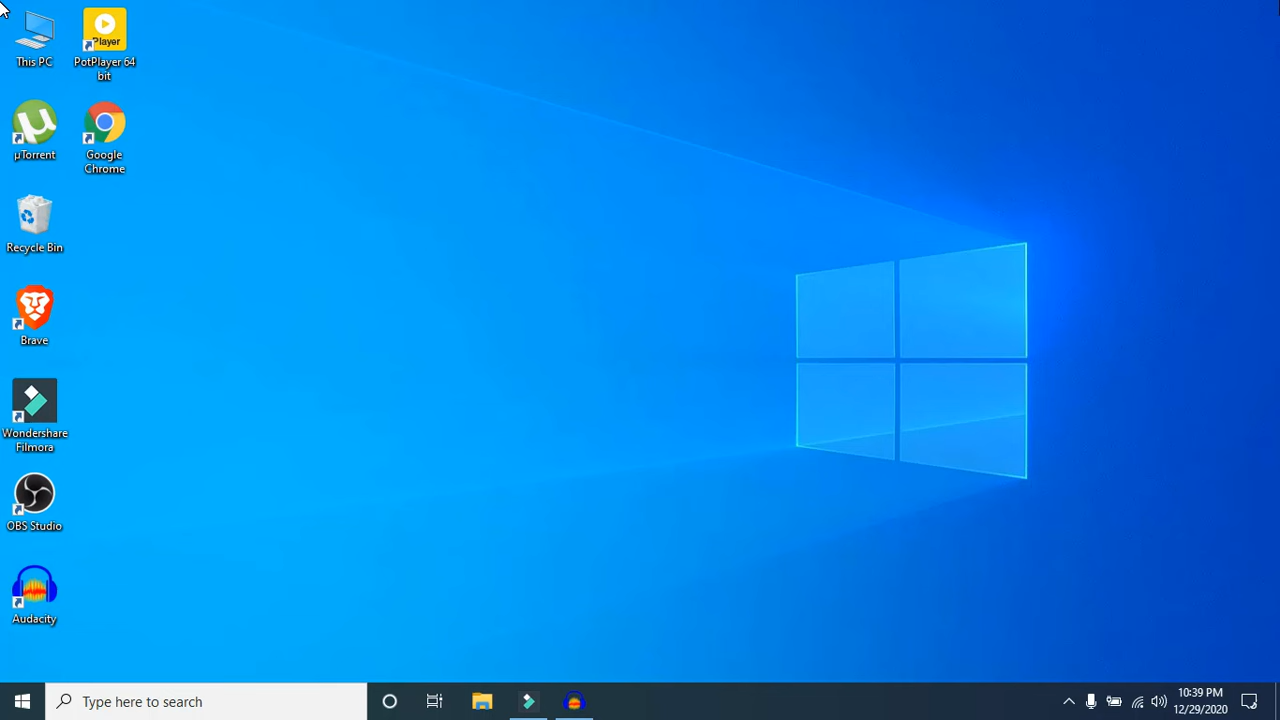 This PC
Player
PotPlayer 64
bit
µTorrent
Google
Chrome
Recycle Bin
Brave
Wondershare
Filmora
OBS Studio
Audacity
Type here to search
10:39 PM
12/29/2020